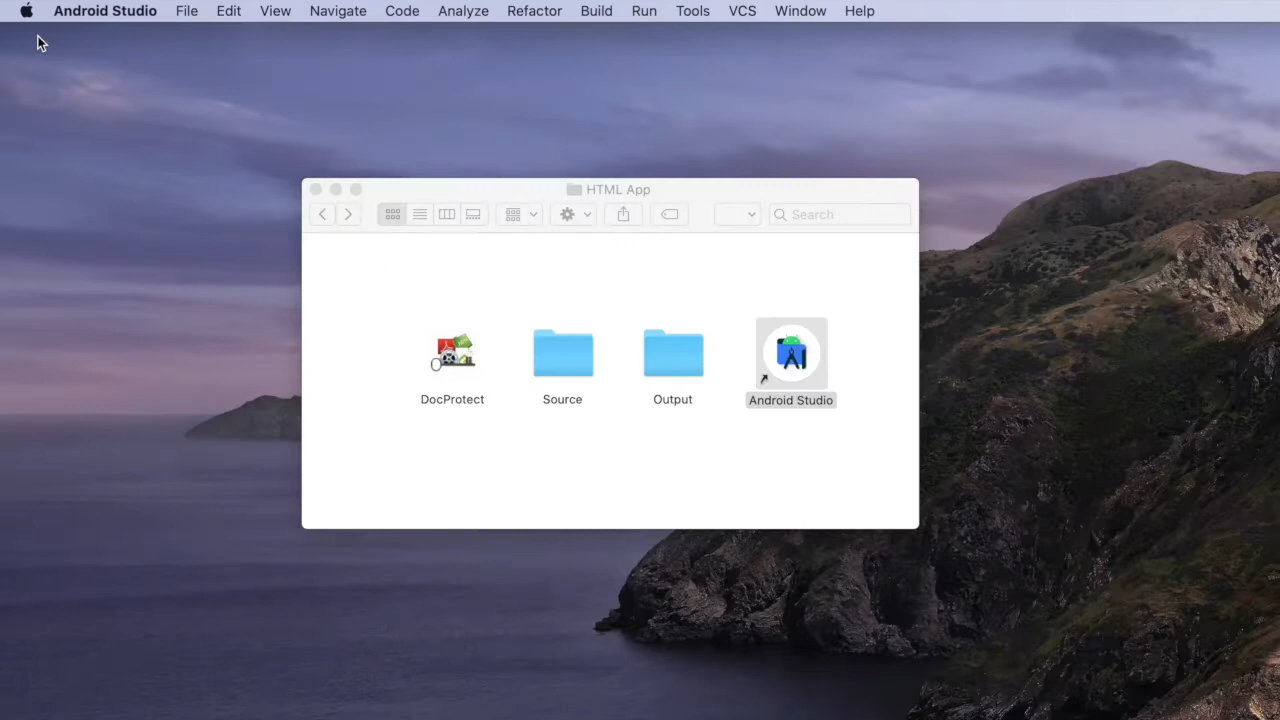 Android Studio File Edit View Navigate Code Analyze Refactor Build Run Tools VCS Window Help
HTML App
Search
DocProtect Source Output Android Studio